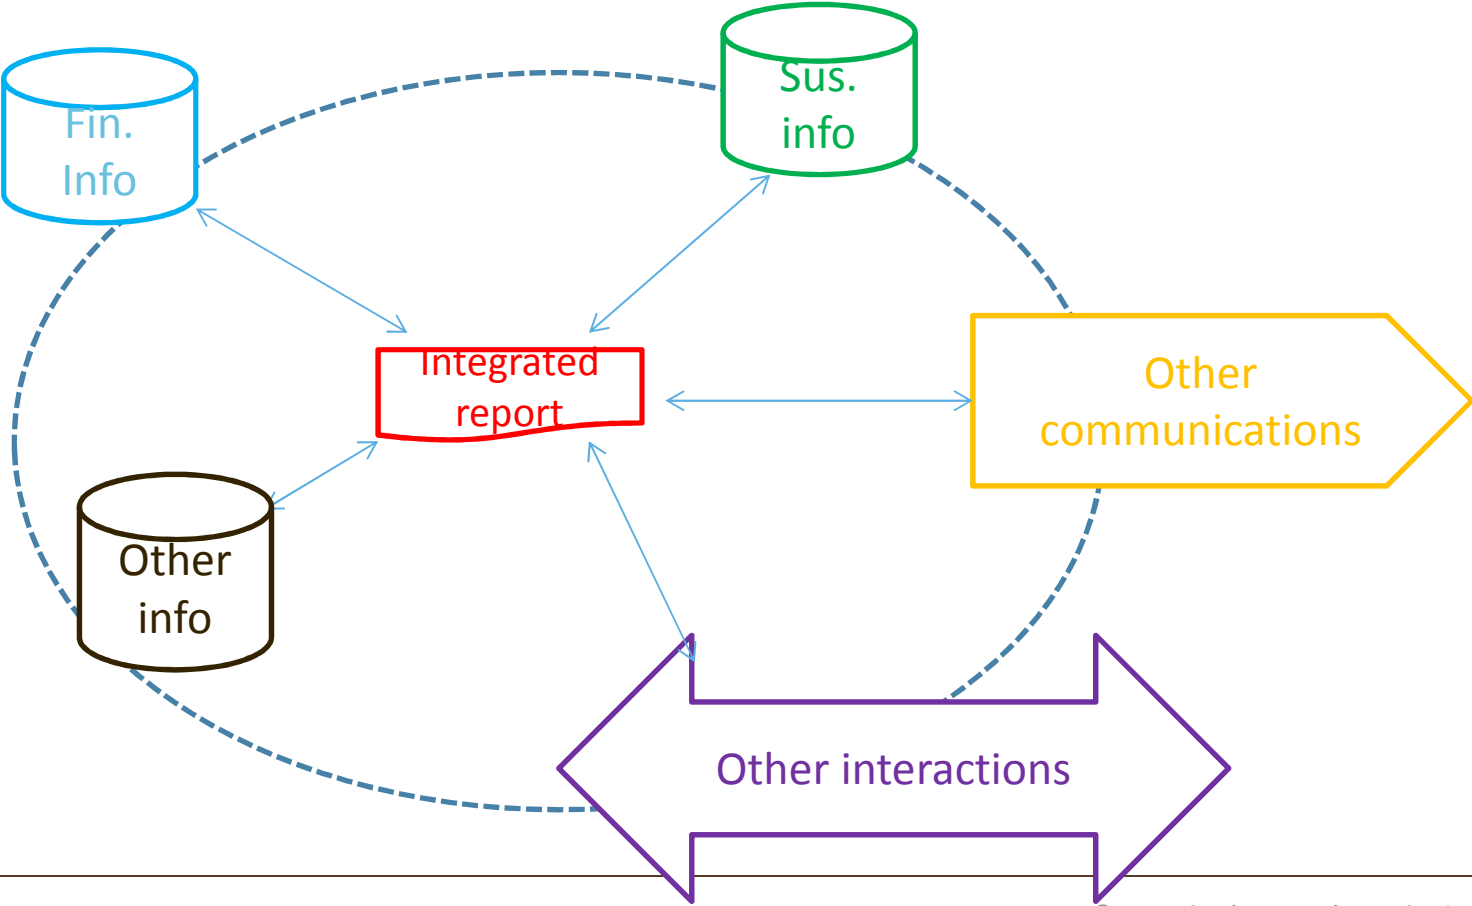 Sus.
info
Fin.
Info
Integrated
report
Other
communications
Other
info
Other interactions